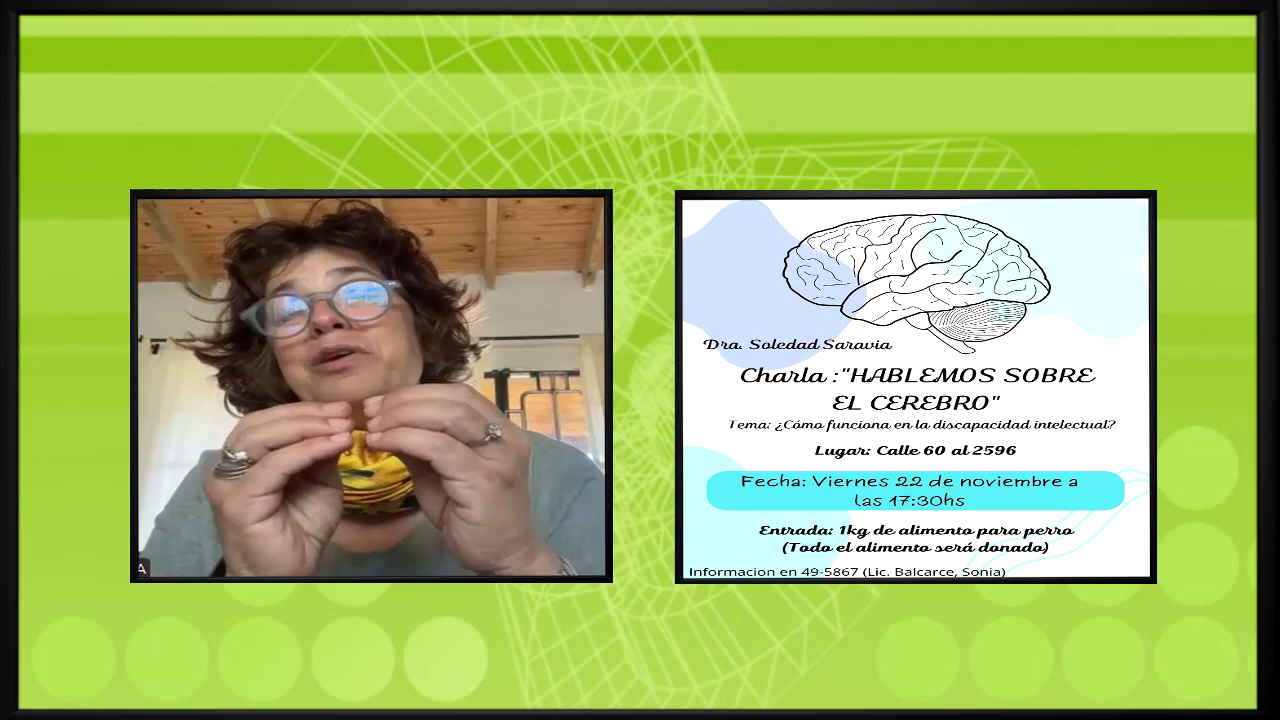 A
Dra. Soledad Saravia
Charla :"HABLEMOS SOBRE
EL CEREBRO"
Tema: ¿Cómo funciona en la discapacidad intelectual?
Lugar: Calle 60 al 2596
Fecha: Viernes 22 de noviembre a
las 17:30hs
Entrada: 1kg de alimento para perro
(Todo el alimento será donado)
Informacion en 49-5867 (Lic. Balcarce, Sonia)